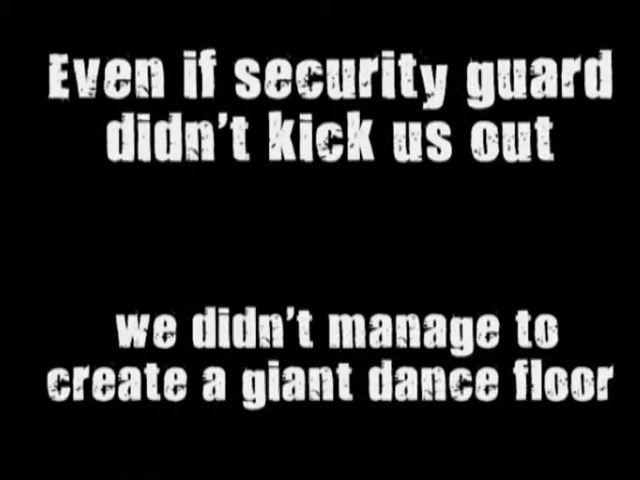 Even if security guard
didn't kick us out
we didn't manage to
create a giant dance floor